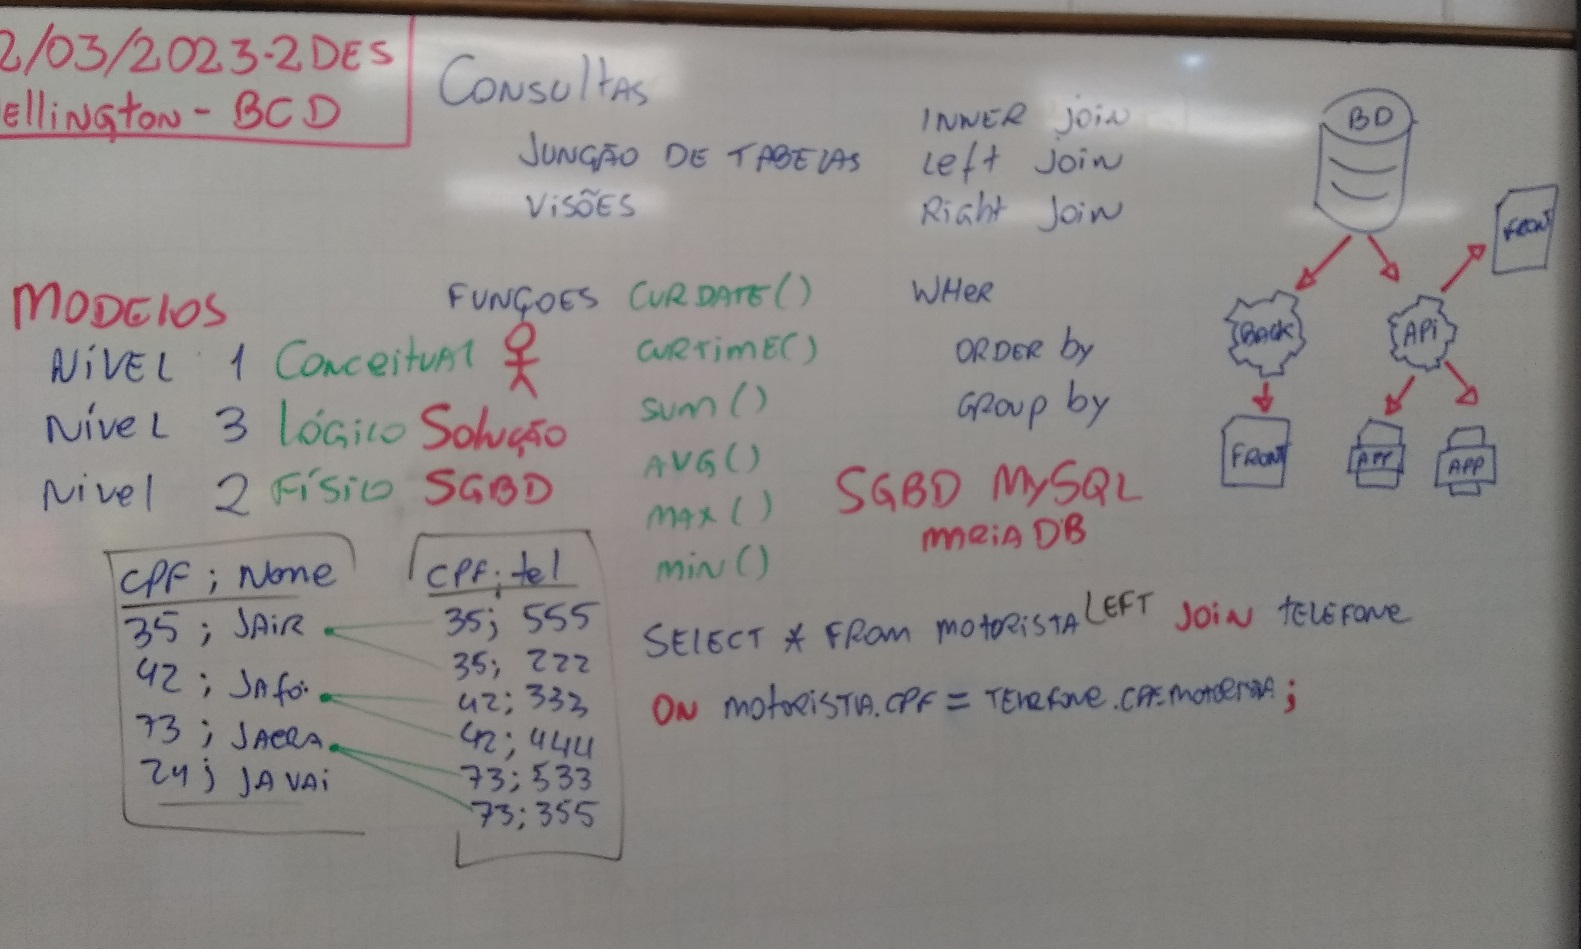 2/03/2023-2DES
ellington - BCD
Consultas
JUNÇÃO DE TABELAS
VISÕES
INNER join
Left join
Right join
BD
FRONT
BACK
API
FRONT
APP
APP
MODELOS
NÍVEL 1 Conceitual
Nível 3 lógico Solução
Nivel 2 Físico SGBD
FUNÇOES
CURDATE()
CURTIME()
SUM()
AVG()
MAX()
MIN()
WHER
ORDER by
GROUP by
SGBD MySQL
MARIA DB
CPF ; Nome
35 ; JAIR
42 ; JAfoi
73 ; JAERA
24 ; JAVAi
CPF ; tel
35; 555
35; 222
42; 333
42; 444
73; 533
73; 355
SELECT * FROM MOTORISTA LEFT JOIN TELEFONE
ON MOTORISTA.CPF = TELEFONE.CPF.MOTORISTA ;